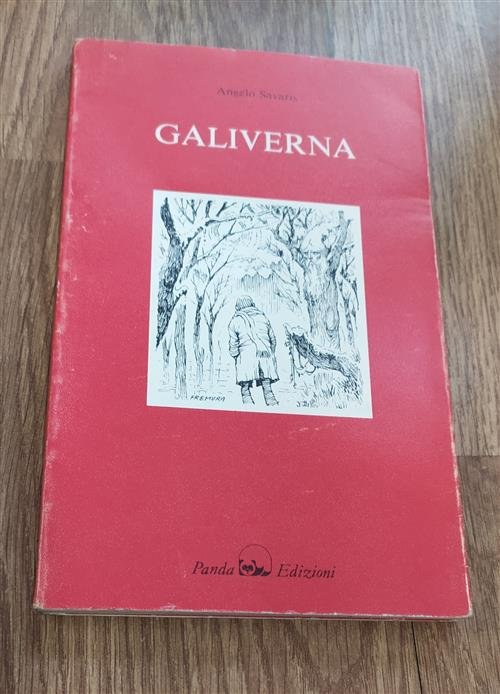 Angelo Savaris
GALIVERNA
FREMURA
Panda Edizioni